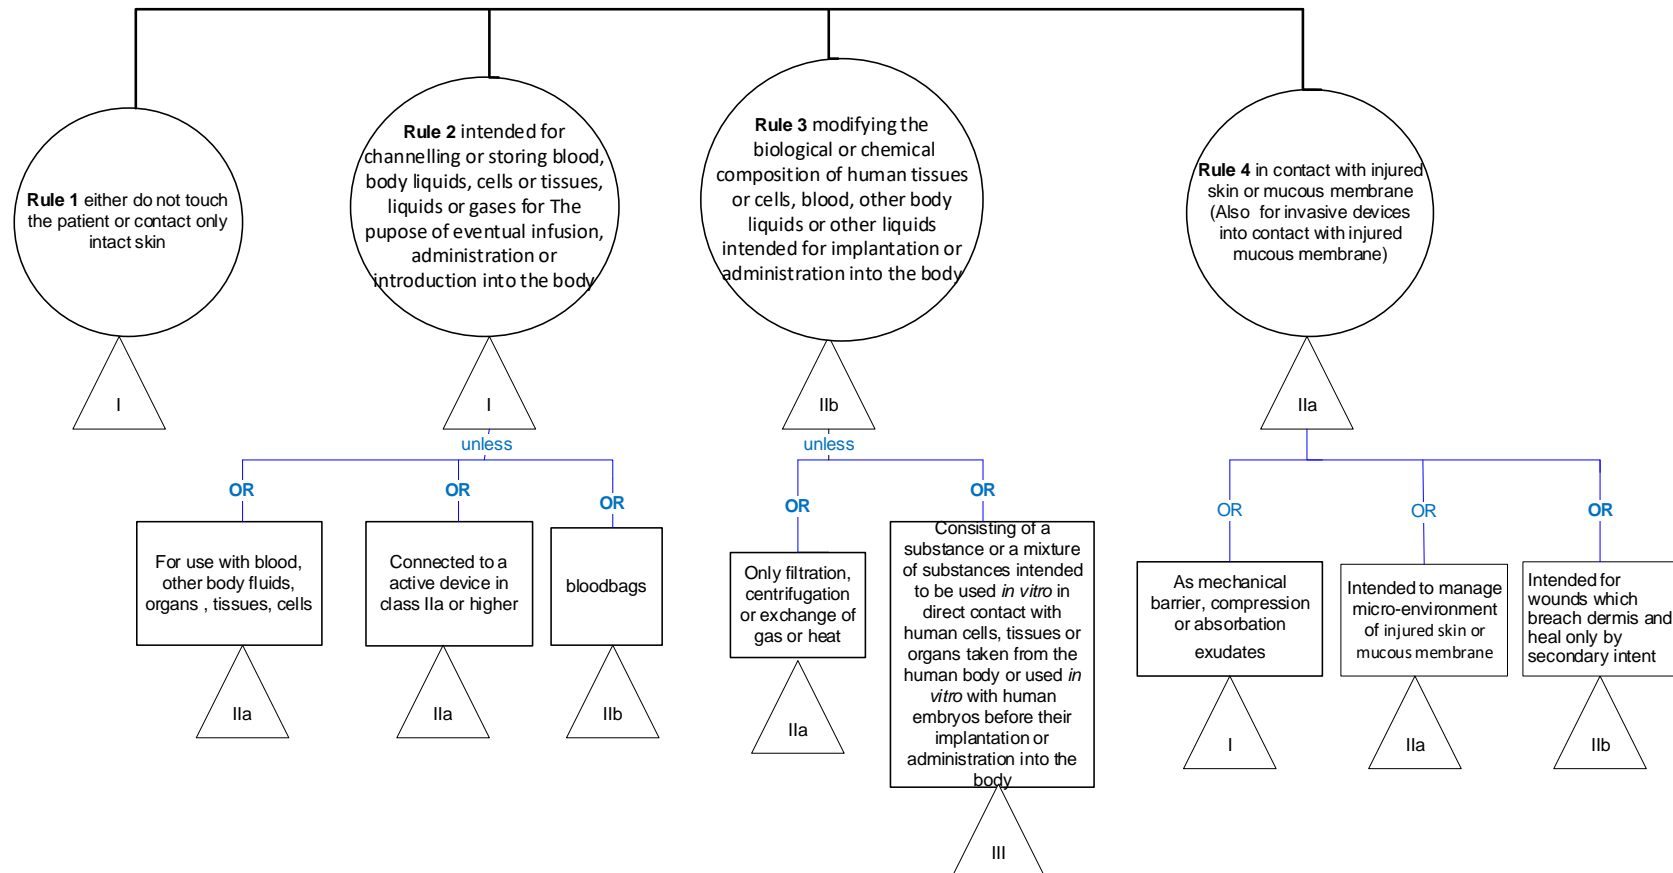 Rule 1 either do not touch
the patient or contact only
intact skin
I
Rule 2 intended for
channelling or storing blood,
body liquids, cells or tissues,
liquids or gases for The
pupose of eventual infusion,
administration or
introduction into the body
I
unless
OR
For use with blood,
other body fluids,
organs , tissues, cells
IIa
OR
Connected to a
active device in
class IIa or higher
IIa
OR
bloodbags
IIb
Rule 3 modifying the
biological or chemical
composition of human tissues
or cells, blood, other body
liquids or other liquids
intended for implantation or
administration into the body
IIb
unless
OR
Only filtration,
centrifugation
or exchange of
gas or heat
IIa
OR
Consisting of a
substance or a mixture
of substances intended
to be used in vitro in
direct contact with
human cells, tissues or
organs taken from the
human body or used in
vitro with human
embryos before their
implantation or
administration into the
body
III
Rule 4 in contact with injured
skin or mucous membrane
(Also for invasive devices
into contact with injured
mucous membrane)
IIa
OR
As mechanical
barrier, compression
or absorbation
exudates
I
OR
Intended to manage
micro-environment
of injured skin or
mucous membrane
IIa
OR
Intended for
wounds which
breach dermis and
heal only by
secondary intent
IIb